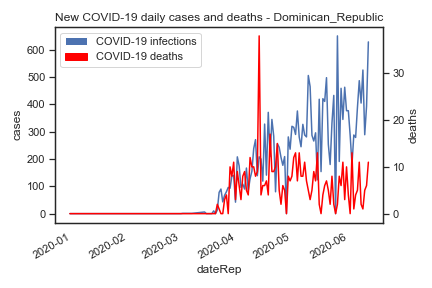 New COVID-19 daily cases and deaths - Dominican_Republic
COVID-19 infections
COVID-19 deaths
600
500
400
300
200
100
0
cases
30
20
10
0
deaths
2020-01
2020-02
2020-03
2020-04
2020-05
2020-06
dateRep